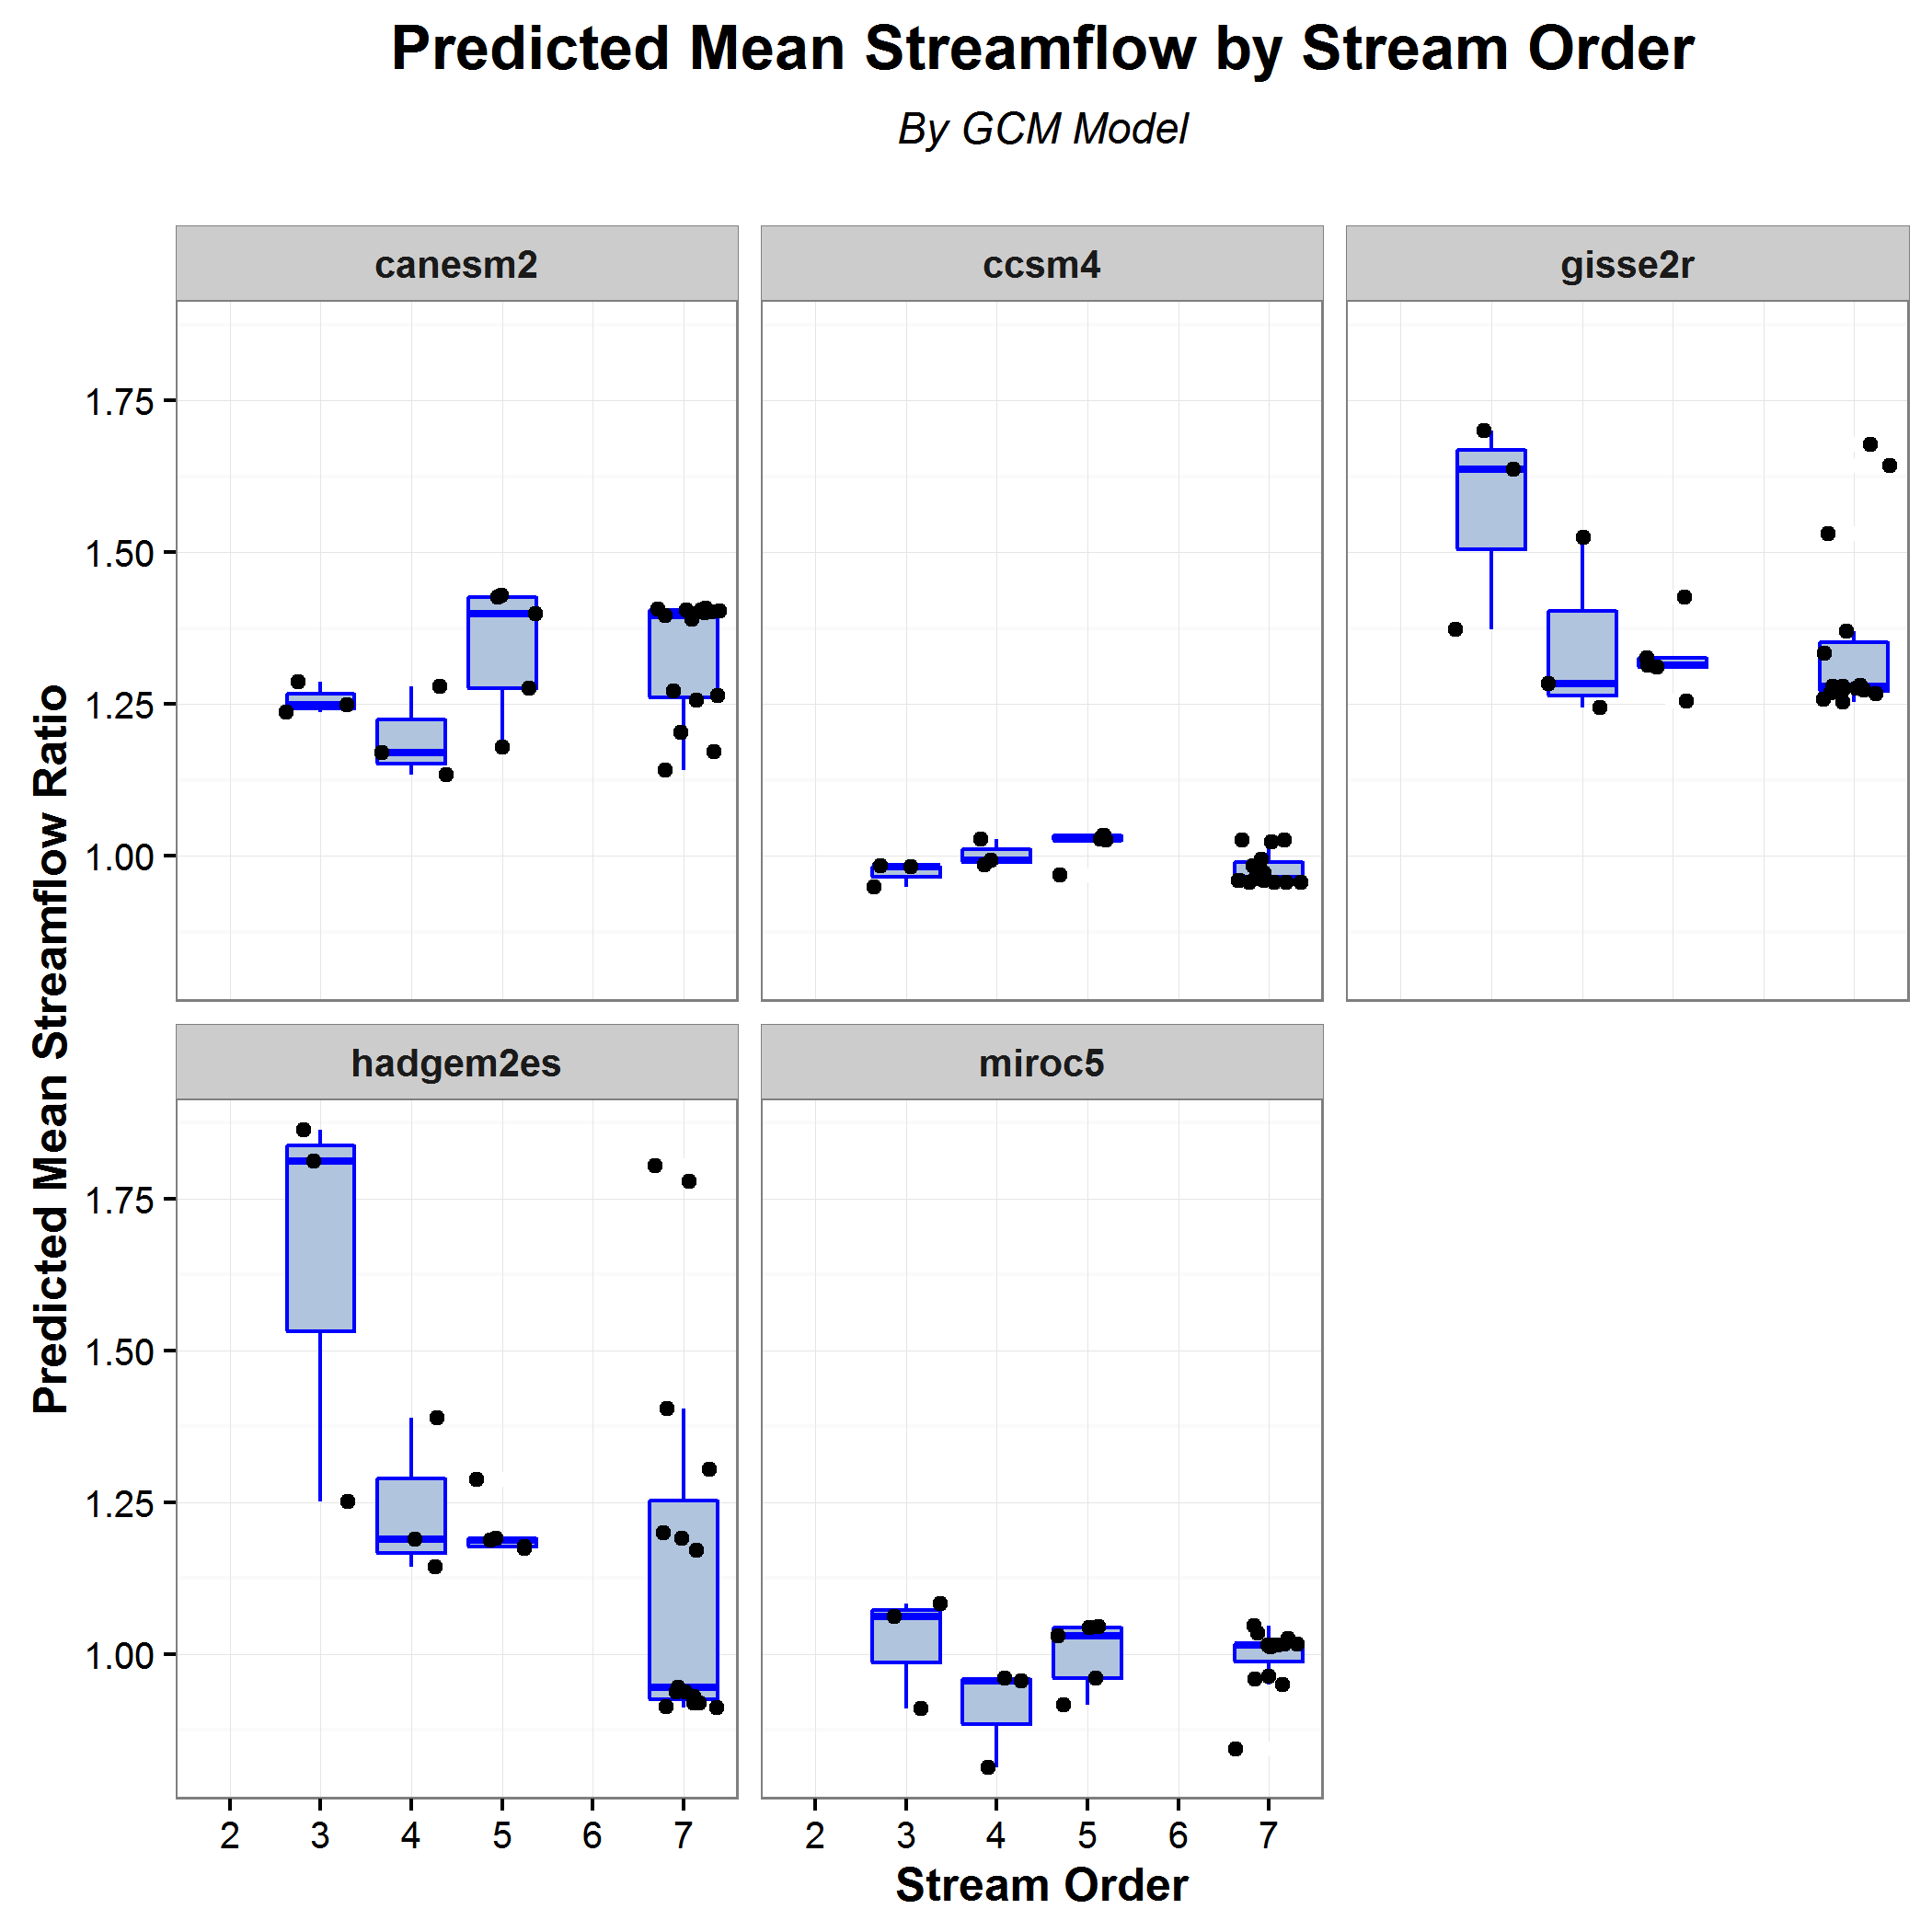 Predicted Mean Streamflow by Stream Order
By GCM Model
canesm2
ccsm4
gisse2r
1.75
1.50
1.25
1.00
hadgem2es
miroc5
1.75
1.50
1.25
1.00
2 3 4 5 6 7
2 3 4 5 6 7
Stream Order
Predicted Mean Streamflow Ratio